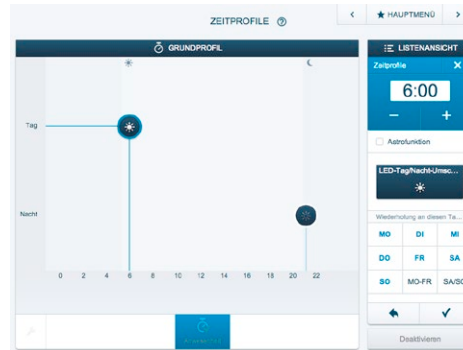 ZEITPROFILE ?
HAUPTMENÜ
GRUNDPROFIL
LISTENANSICHT
Zeitprofile
6:00
Astrofunktion
LED-Tag/Nacht-Umsc...
Tag
Nacht
0 2 4 6 8 10 12 14 16 18 20 22
Wiederholung an diesen Ta...
MO DI MI
DO FR SA
SO MO-FR SA/SO
Deaktivieren